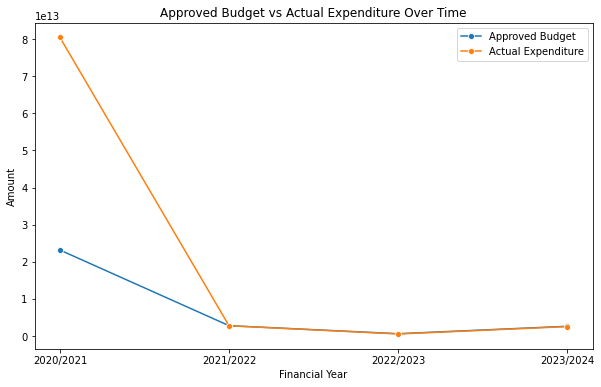 Approved Budget vs Actual Expenditure Over Time
1e13
Approved Budget
Actual Expenditure
8
7
6
5
4
3
2
1
0
Amount
2020/2021
2021/2022
2022/2023
2023/2024
Financial Year